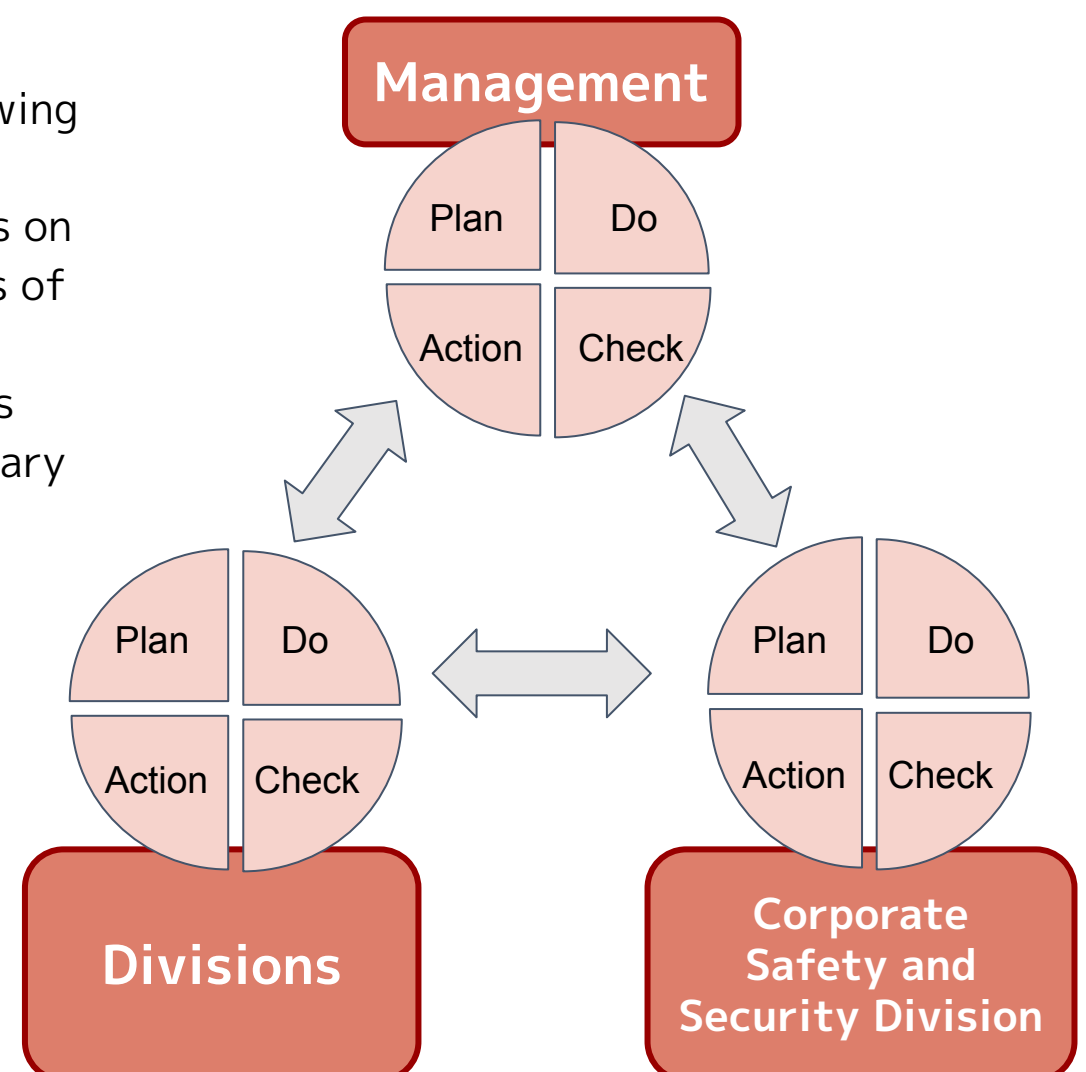 Management
wing
s on
s of
s
ary
Plan
Do
Action
Check
Plan
Do
Action
Check
Plan
Do
Action
Check
Divisions
Corporate
Safety and
Security Division